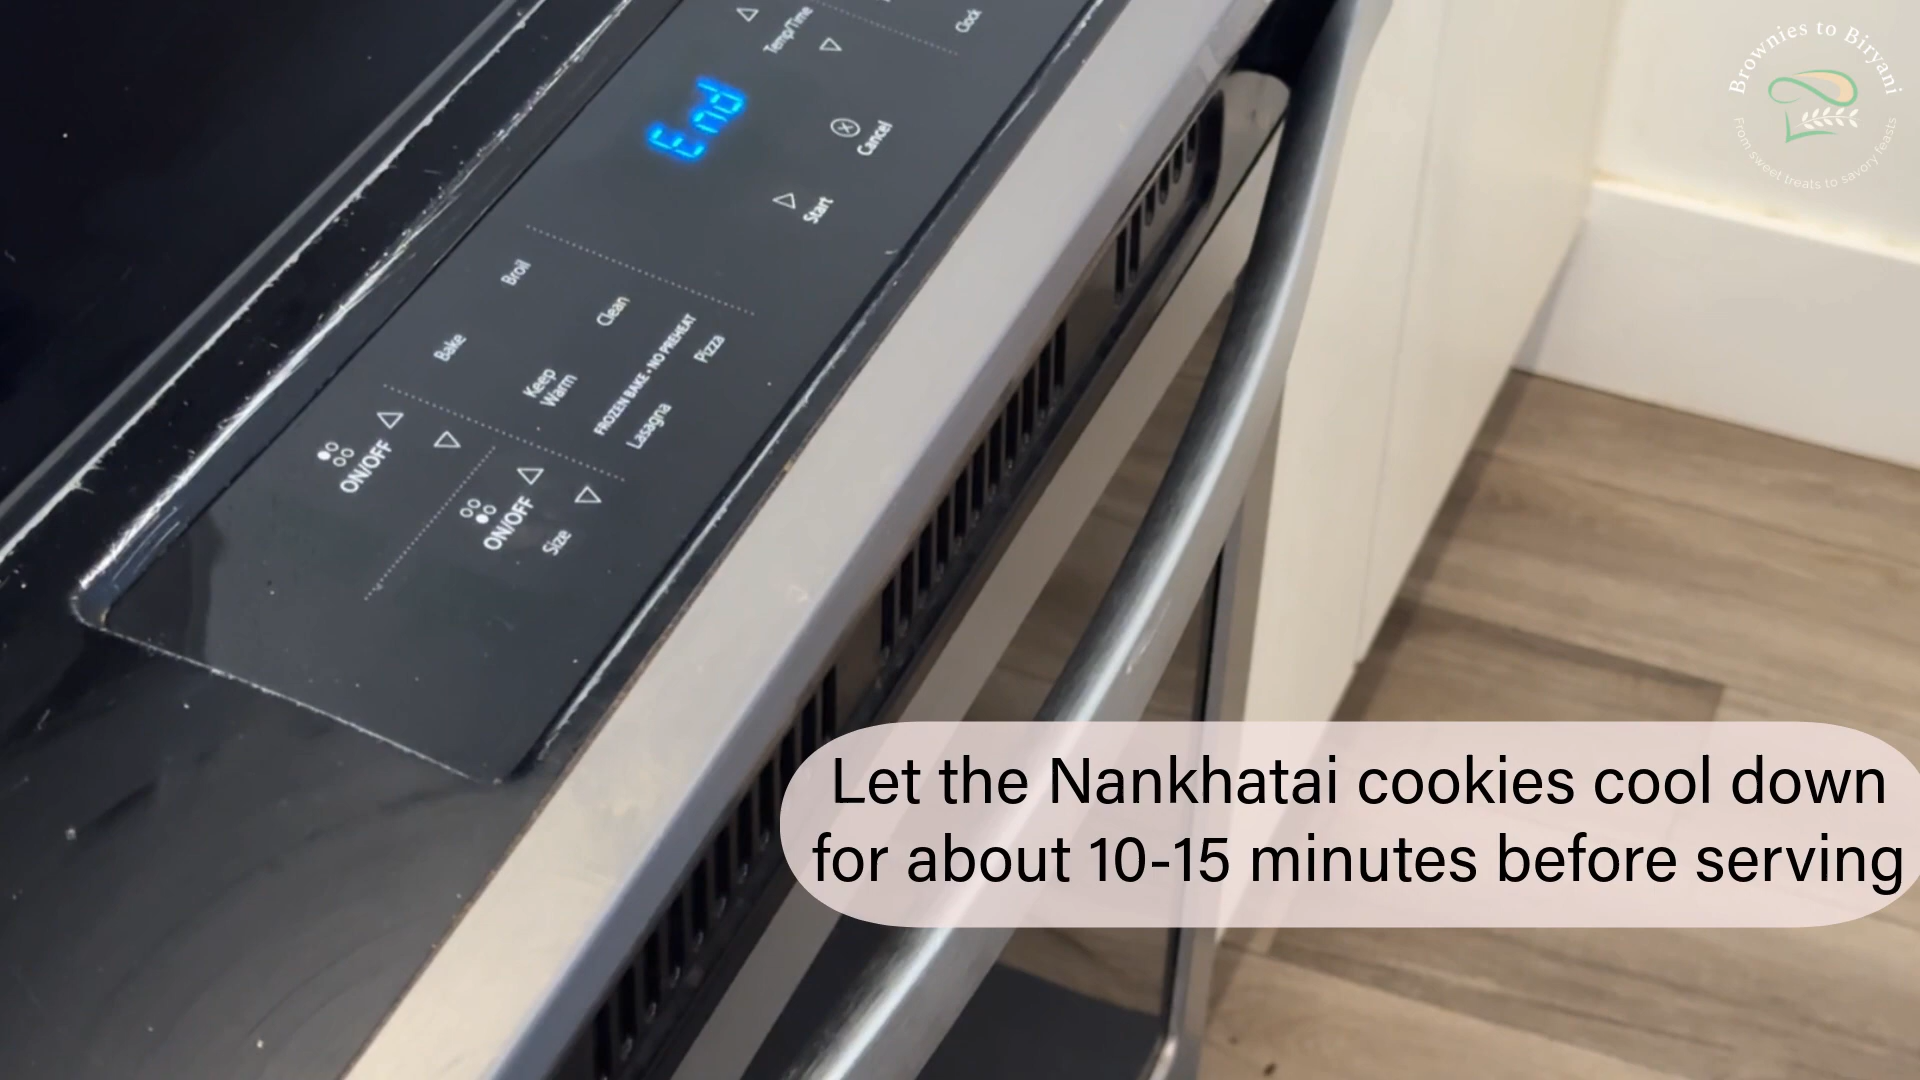 Temp/Time
Clock
End
Cancel
Start
Broil
Clean
Bake
Keep
Warm
FROZEN BAKE • NO PREHEAT
Pizza
Lasagna
ON/OFF
ON/OFF
Size
Brownies to Biryani
From sweet treats to savory feasts
Let the Nankhatai cookies cool down
for about 10-15 minutes before serving